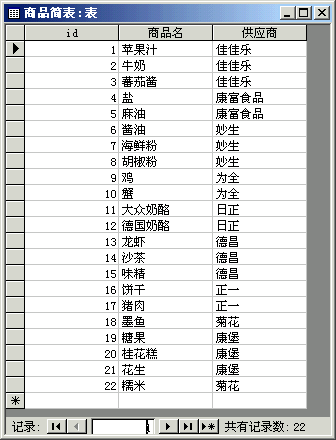 商品简表:表
id 商品名 供应商
1 苹果汁 佳佳乐
2 牛奶 佳佳乐
3 蕃茄酱 佳佳乐
4 盐 康富食品
5 麻油 康富食品
6 酱油 妙生
7 海鲜粉 妙生
8 胡椒粉 妙生
9 鸡 为全
10 蟹 为全
11 大众奶酪 日正
12 德国奶酪 日正
13 龙虾 德昌
14 沙茶 德昌
15 味精 德昌
16 饼干 正一
17 猪肉 正一
18 墨鱼 菊花
19 糖果 康堡
20 桂花糕 康堡
21 花生 康堡
22 糯米 菊花
记录: 1 共有记录数: 22